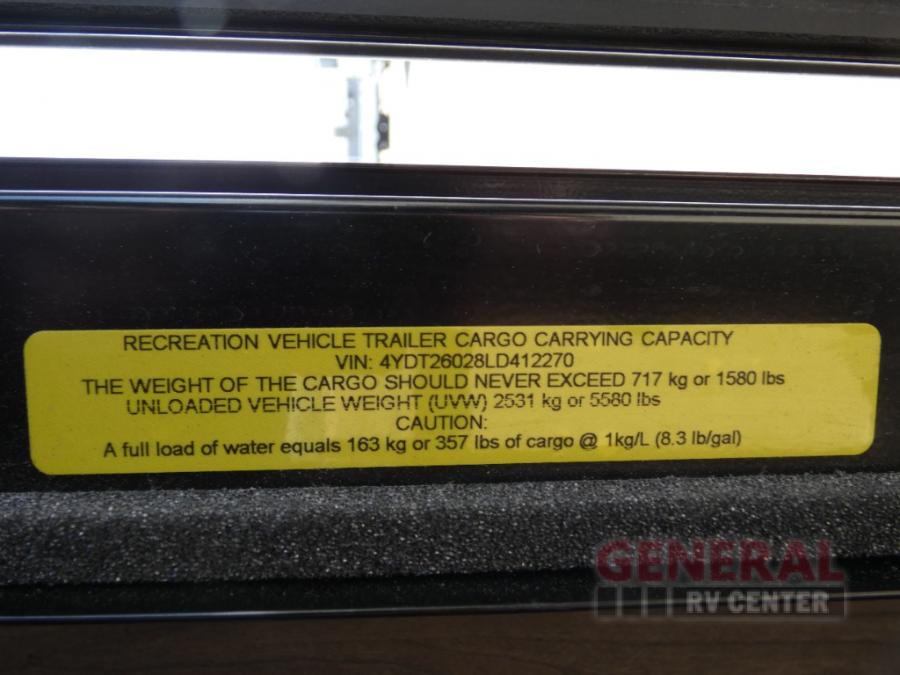 RECREATION VEHICLE TRAILER CARGO CARRYING CAPACITY
VIN: 4YDT26028LD412270
THE WEIGHT OF THE CARGO SHOULD NEVER EXCEED 717 kg or 1580 lbs
UNLOADED VEHICLE WEIGHT (UVW) 2531 kg or 5580 lbs
CAUTION:
A full load of water equals 163 kg or 357 lbs of cargo @ 1kg/L (8.3 lb/gal)
GENERAL
RV CENTER